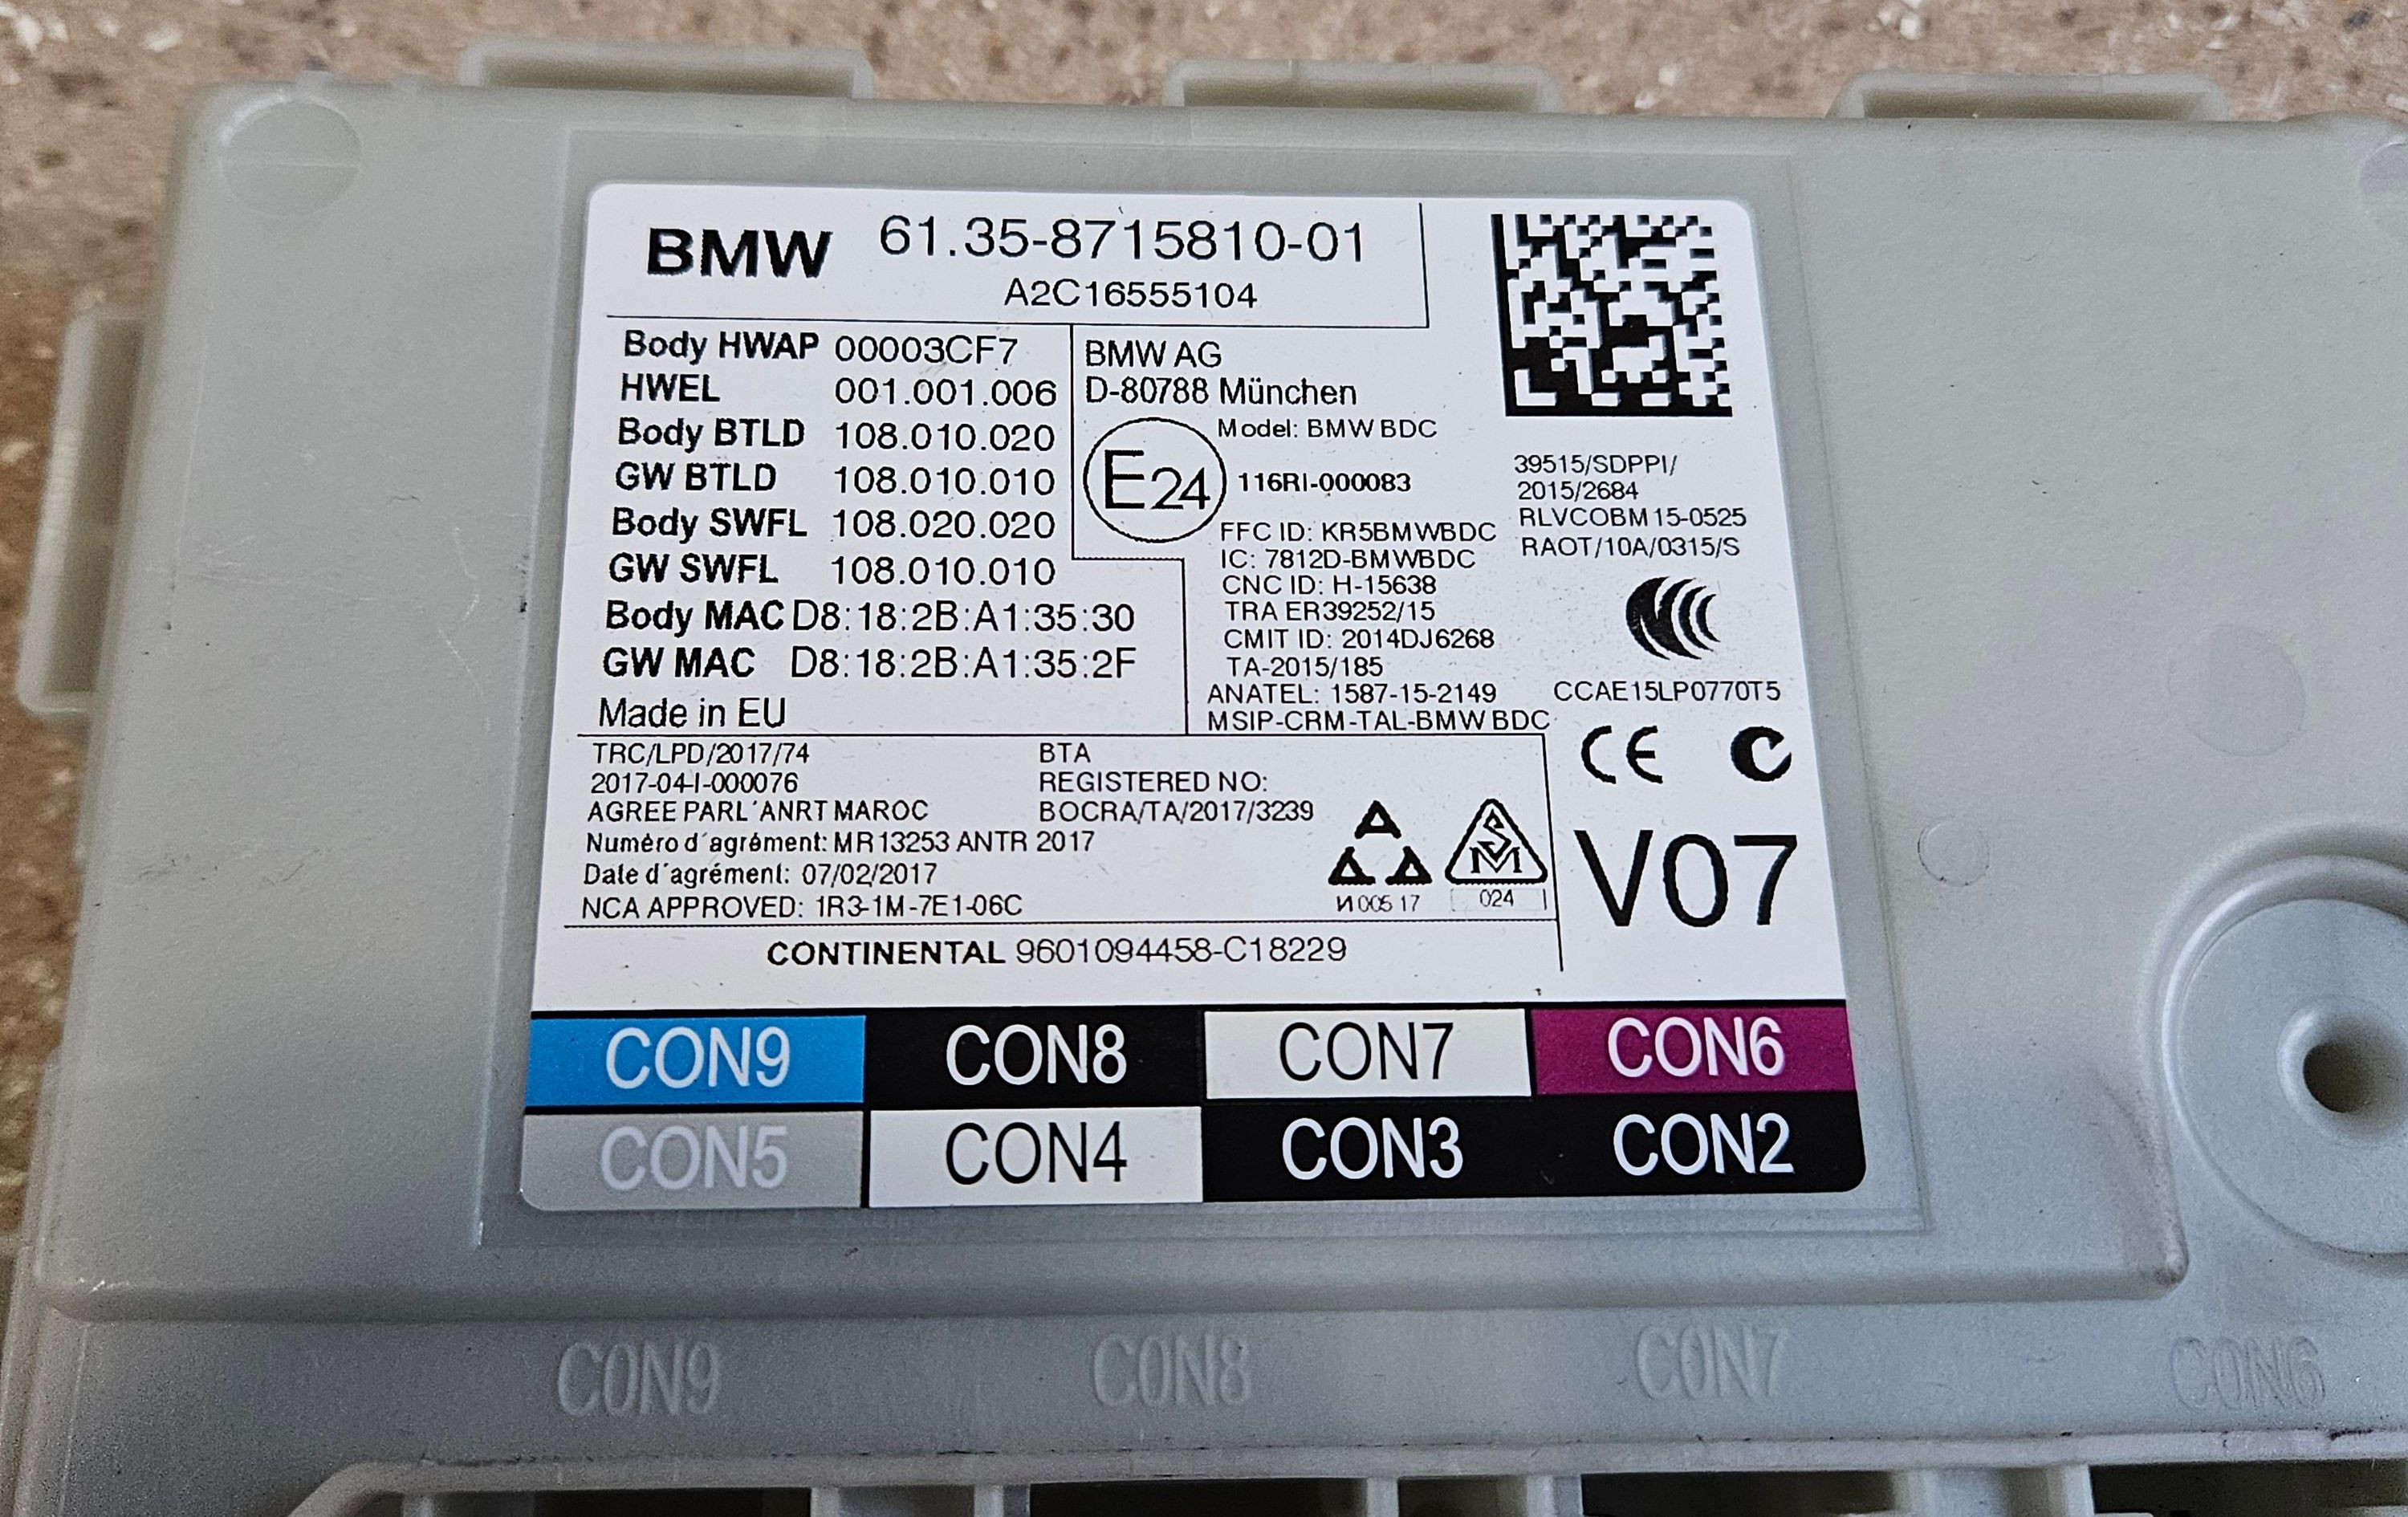 BMW 61.35-8715810-01
A2C16555104
Body HWAP 00003CF7
HWEL 001.001.006
Body BTLD 108.010.020
GW BTLD 108.010.010
Body SWFL 108.020.020
GW SWFL 108.010.010
Body MAC D8:18:2B:A1:35:30
GW MAC D8:18:2B:A1:35:2F
Made in EU
BMW AG
D-80788 München
Model: BMW BDC
E24
116RI-000083
FFC ID: KR5BMWBDC
IC: 7812D-BMWBDC
CNC ID: H-15638
TRA ER39252/15
CMIT ID: 2014DJ6268
TA-2015/185
ANATEL: 1587-15-2149
MSIP-CRM-TAL-BMW BDC
39515/SDPPI/
2015/2684
RLVCOBM15-0525
RAOT/10A/0315/S
CCAE15LP0770T5
CE
TRC/LPD/2017/74
2017-04-I-000076
AGREE PARL´ANRT MAROC
Numéro d´agrément: MR13253 ANTR 2017
Date d´agrément: 07/02/2017
NCA APPROVED: 1R3-1M-7E1-06C
BTA
REGISTERED NO:
BOCRA/TA/2017/3239
И005 17
SM
024
V07
CONTINENTAL 9601094458-C18229
CON9 CON8 CON7 CON6
CON5 CON4 CON3 CON2
CON9 CON8 CON7 CON6